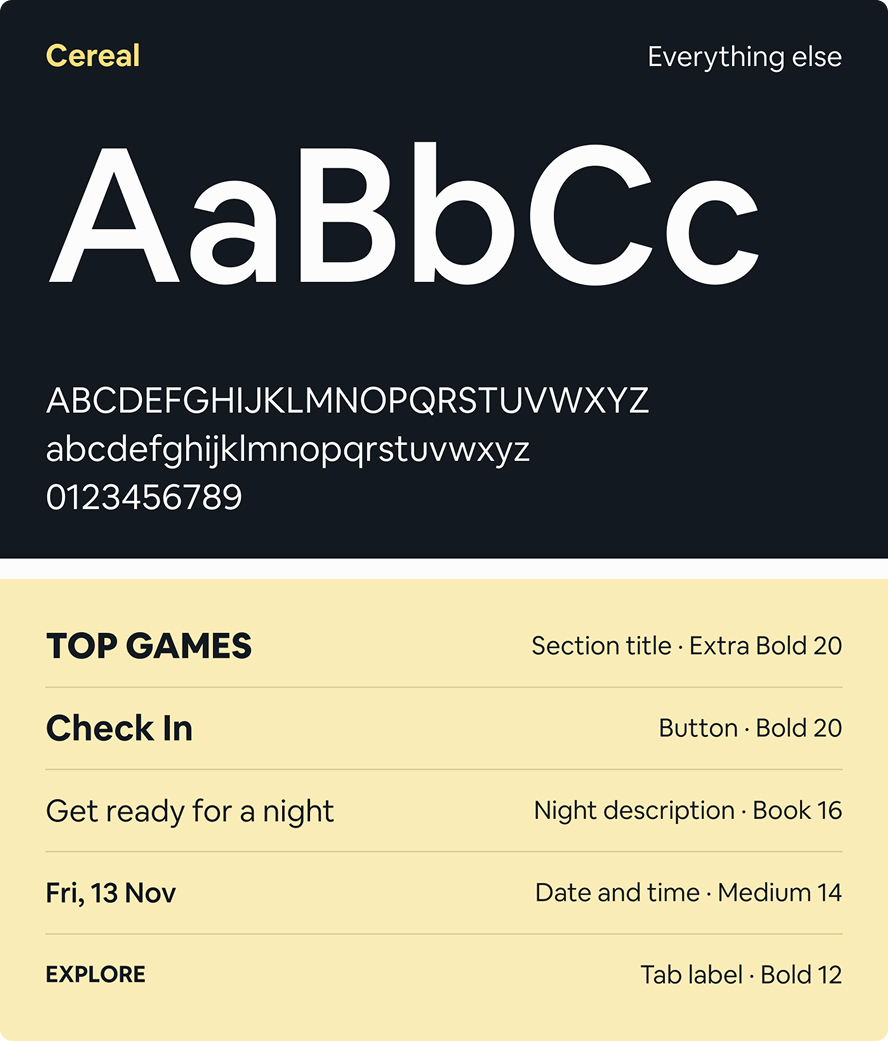 Cereal
Everything else
AaBbCc
ABCDEFGHIJKLMNOPQRSTUVWXYZ
abcdefghijklmnopqrstuvwxyz
0123456789
TOP GAMES
Section title · Extra Bold 20
Check In
Button · Bold 20
Get ready for a night
Night description · Book 16
Fri, 13 Nov
Date and time · Medium 14
EXPLORE
Tab label · Bold 12